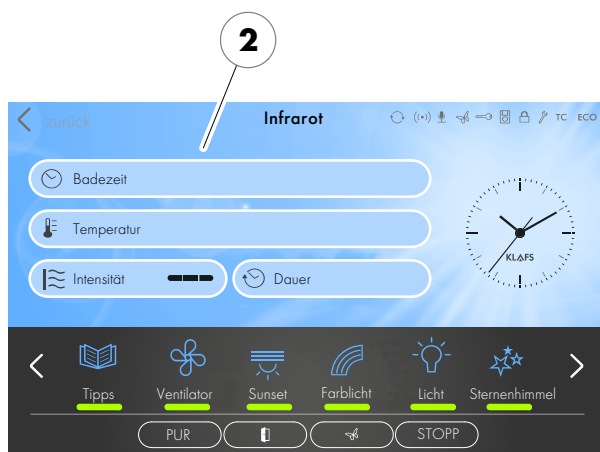 2
zurück Infrarot TC ECO
Badezeit
Temperatur
Intensität Dauer
KLAFS
Tipps Ventilator Sunset Farblicht Licht Sternenhimmel
PUR STOPP